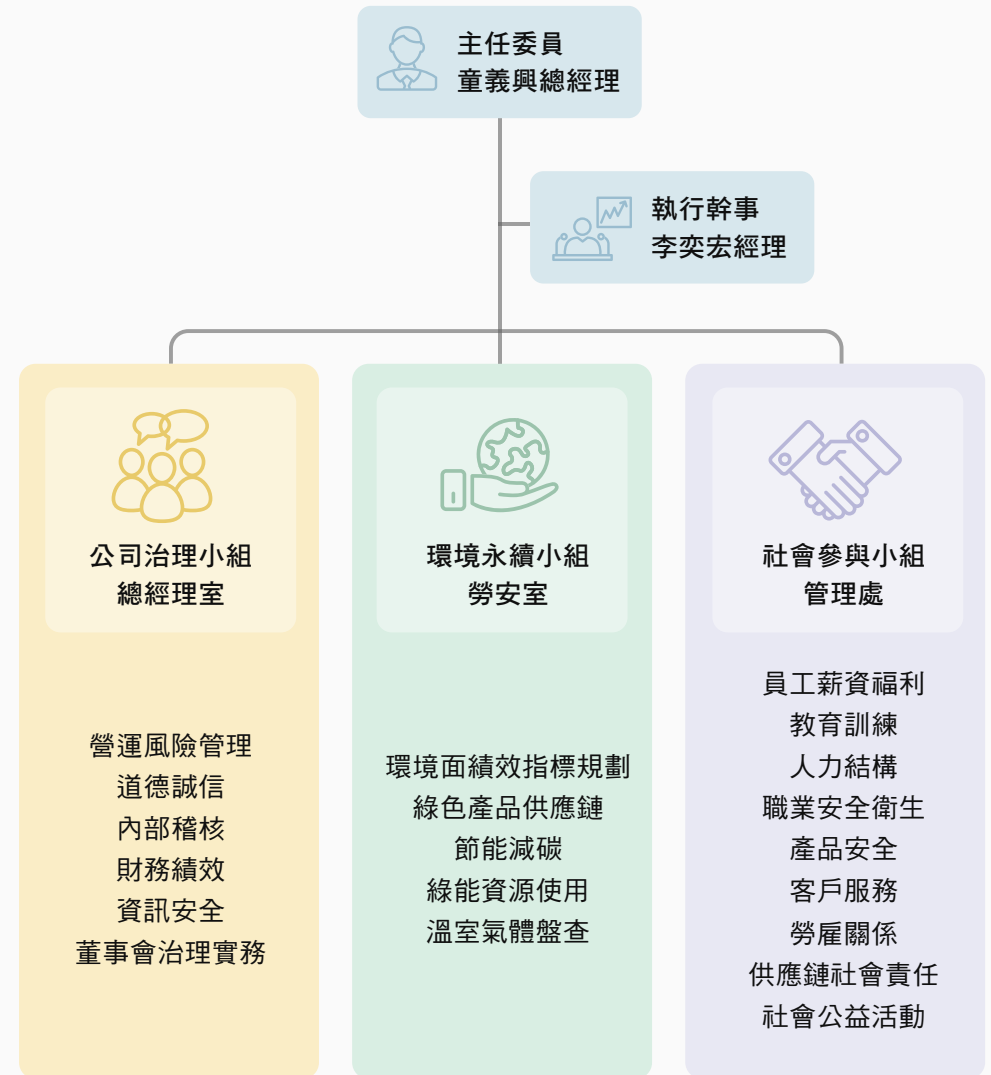 主任委員
童義興總經理
執行幹事
李奕宏經理
公司治理小組
總經理室
營運風險管理
道德誠信
內部稽核
財務績效
資訊安全
董事會治理實務
環境永續小組
勞安室
環境面績效指標規劃
綠色產品供應鏈
節能減碳
綠能資源使用
溫室氣體盤查
社會參與小組
管理處
員工薪資福利
教育訓練
人力結構
職業安全衛生
產品安全
客戶服務
勞雇關係
供應鏈社會責任
社會公益活動